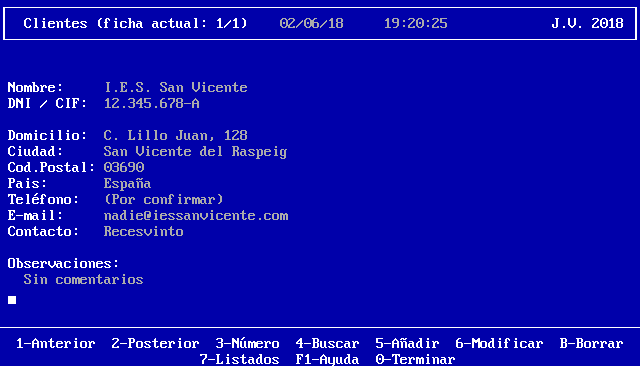 Clientes (ficha actual: 1/1) 02/06/18 19:20:25 J.V. 2018
Nombre: I.E.S. San Vicente
DNI / CIF: 12.345.678-A
Domicilio: C. Lillo Juan, 128
Ciudad: San Vicente del Raspeig
Cod.Postal: 03690
Pais: España
Teléfono: (Por confirmar)
E-mail: nadie@iessanvicente.com
Contacto: Recesvinto
Observaciones:
Sin comentarios
1-Anterior 2-Posterior 3-Número 4-Buscar 5-Añadir 6-Modificar B-Borrar
7-Listados F1-Ayuda 0-Terminar